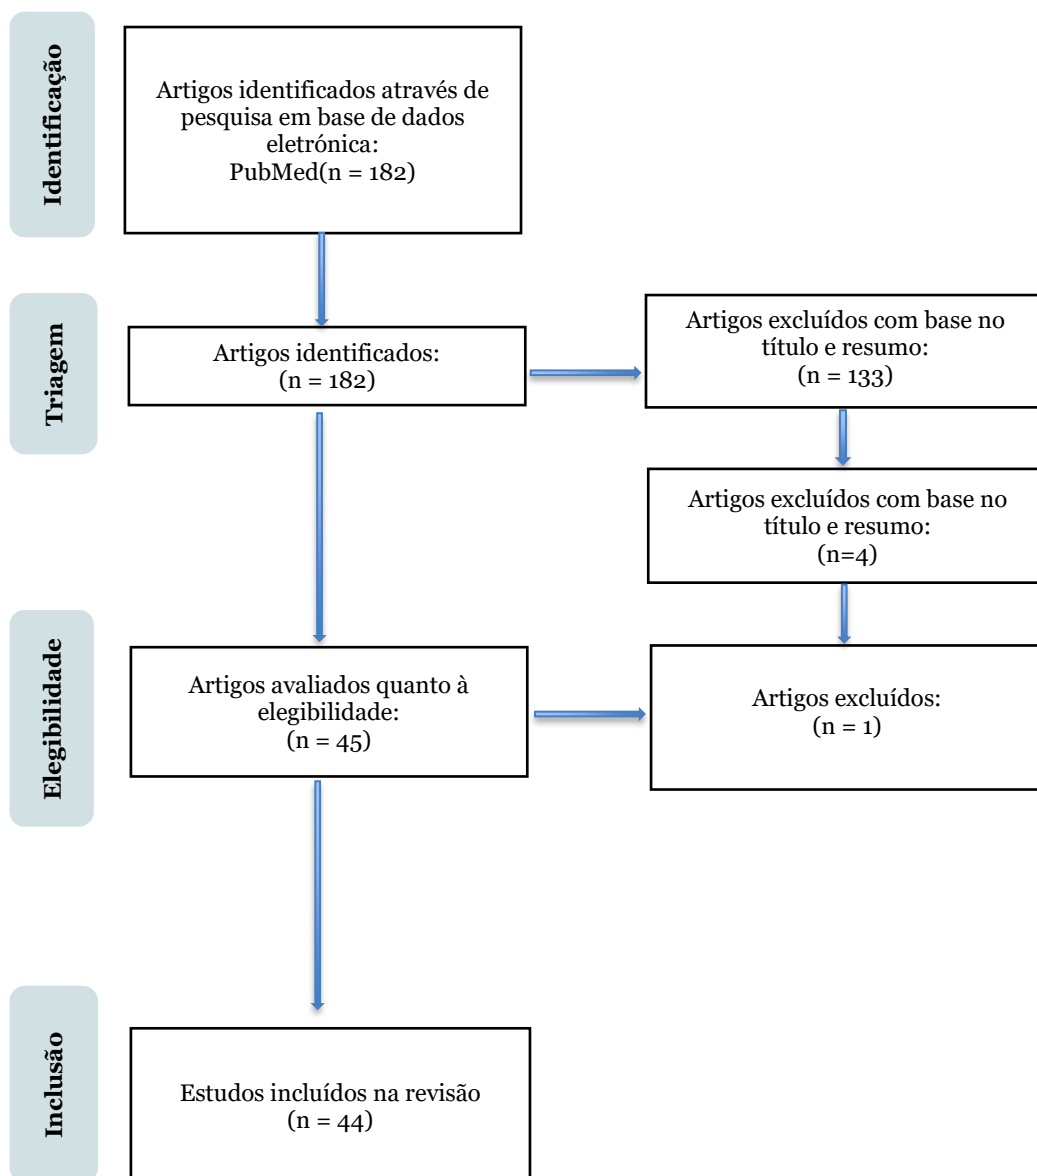 Identificação
Artigos identificados através de
pesquisa em base de dados
eletrónica:
PubMed(n = 182)
Triagem
Artigos identificados:
(n = 182)
Artigos excluídos com base no
título e resumo:
(n = 133)
Artigos excluídos com base no
título e resumo:
(n=4)
Elegibilidade
Artigos avaliados quanto à
elegibilidade:
(n = 45)
Artigos excluídos:
(n = 1)
Inclusão
Estudos incluídos na revisão
(n = 44)